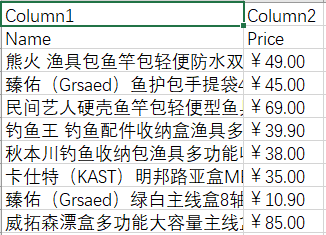 Column1 Column2
Name Price
熊火 渔具包鱼竿包轻便防水双 ￥49.00
臻佑（Grsaed）鱼护包手提袋4 ￥45.00
民间艺人硬壳鱼竿包轻便型鱼 ￥69.00
钓鱼王 钓鱼配件收纳盒渔具多 ￥39.90
秋本川钓鱼收纳包渔具多功能 ￥38.00
卡仕特（KAST）明邦路亚盒M ￥35.00
臻佑（Grsaed）绿白主线盒8轴 ￥10.90
威拓森漂盒多功能大容量主线 ￥85.00